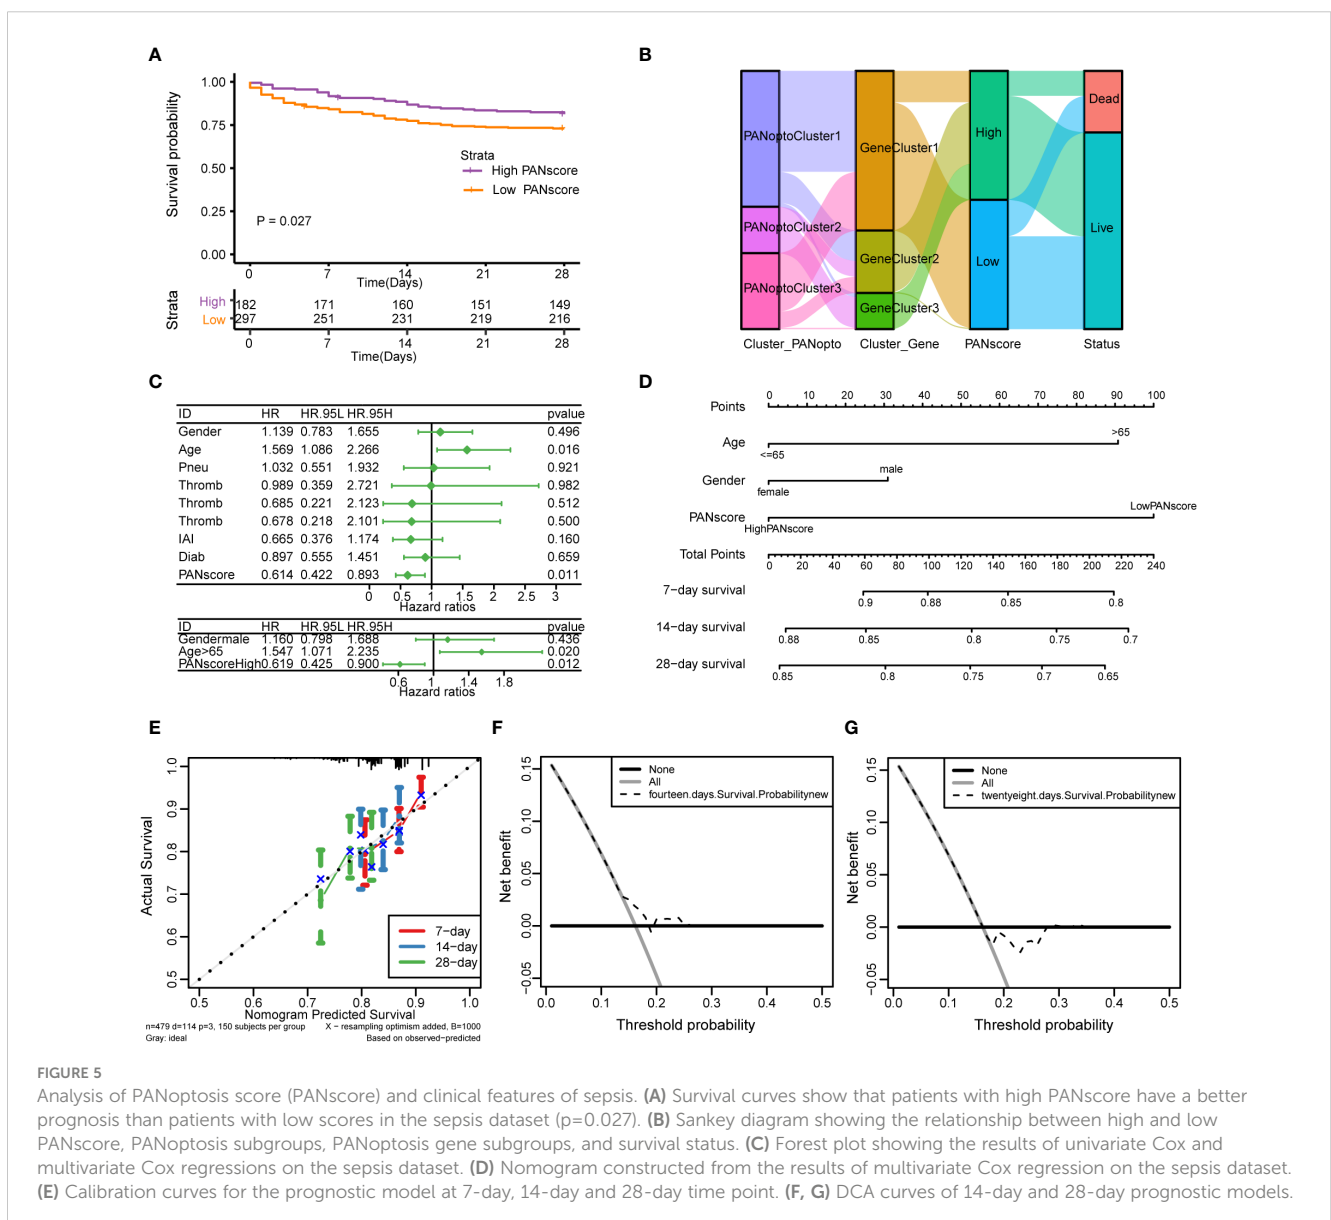 A
1.00
0.75
0.50
0.25
0.00
Survival probability
Strata
High PANscore
Low PANscore
P = 0.027
0 7 14 21 28
Time(Days)
Strata
High 182 171 160 151 149
Low 297 251 231 219 216
0 7 14 21 28
Time(Days)
B
PANoptoCluster1
PANoptoCluster2
PANoptoCluster3
GeneCluster1
GeneCluster2
GeneCluster3
High
Low
Dead
Live
Cluster_PANopto Cluster_Gene PANscore Status
C
ID HR HR.95L HR.95H pvalue
Gender 1.139 0.783 1.655 0.496
Age 1.569 1.086 2.266 0.016
Pneu 1.032 0.551 1.932 0.921
Thromb 0.989 0.359 2.721 0.982
Thromb 0.685 0.221 2.123 0.512
Thromb 0.678 0.218 2.101 0.500
IAI 0.665 0.376 1.174 0.160
Diab 0.897 0.555 1.451 0.659
PANscore 0.614 0.422 0.893 0.011
0 0.5 1 1.5 2 2.5 3
Hazard ratios
ID HR HR.95L HR.95H pvalue
Gendermale 1.160 0.798 1.688 0.436
Age>65 1.547 1.071 2.235 0.020
PANscoreHigh 0.619 0.425 0.900 0.012
0.6 1 1.4 1.8
Hazard ratios
D
0 10 20 30 40 50 60 70 80 90 100
Points
Age
<=65
>65
Gender
female
male
PANscore
HighPANscore
LowPANscore
Total Points
0 20 40 60 80 100 120 140 160 180 200 220 240
7−day survival
0.9 0.88 0.85 0.8
14−day survival
0.88 0.85 0.8 0.75 0.7
28−day survival
0.85 0.8 0.75 0.7 0.65
E
Actual Survival
1.0
0.9
0.8
0.7
0.6
0.5
7-day
14-day
28-day
0.5 0.6 0.7 0.8 0.9 1.0
Nomogram Predicted Survival
n=479 d=114 p=3, 150 subjects per group
Gray: ideal
X − resampling optimism added, B=1000
Based on observed−predicted
F
Net benefit
0.15
0.10
0.05
0.00
−0.05
None
All
fourteen.days.Survival.Probabilitynew
0.0 0.1 0.2 0.3 0.4 0.5
Threshold probability
G
Net benefit
0.15
0.10
0.05
0.00
−0.05
None
All
twentyeight.days.Survival.Probabilitynew
0.0 0.1 0.2 0.3 0.4 0.5
Threshold probability
FIGURE 5
Analysis of PANoptosis score (PANscore) and clinical features of sepsis. (A) Survival curves show that patients with high PANscore have a better
prognosis than patients with low scores in the sepsis dataset (p=0.027). (B) Sankey diagram showing the relationship between high and low
PANscore, PANoptosis subgroups, PANoptosis gene subgroups, and survival status. (C) Forest plot showing the results of univariate Cox and
multivariate Cox regressions on the sepsis dataset. (D) Nomogram constructed from the results of multivariate Cox regression on the sepsis dataset.
(E) Calibration curves for the prognostic model at 7-day, 14-day and 28-day time point. (F, G) DCA curves of 14-day and 28-day prognostic models.